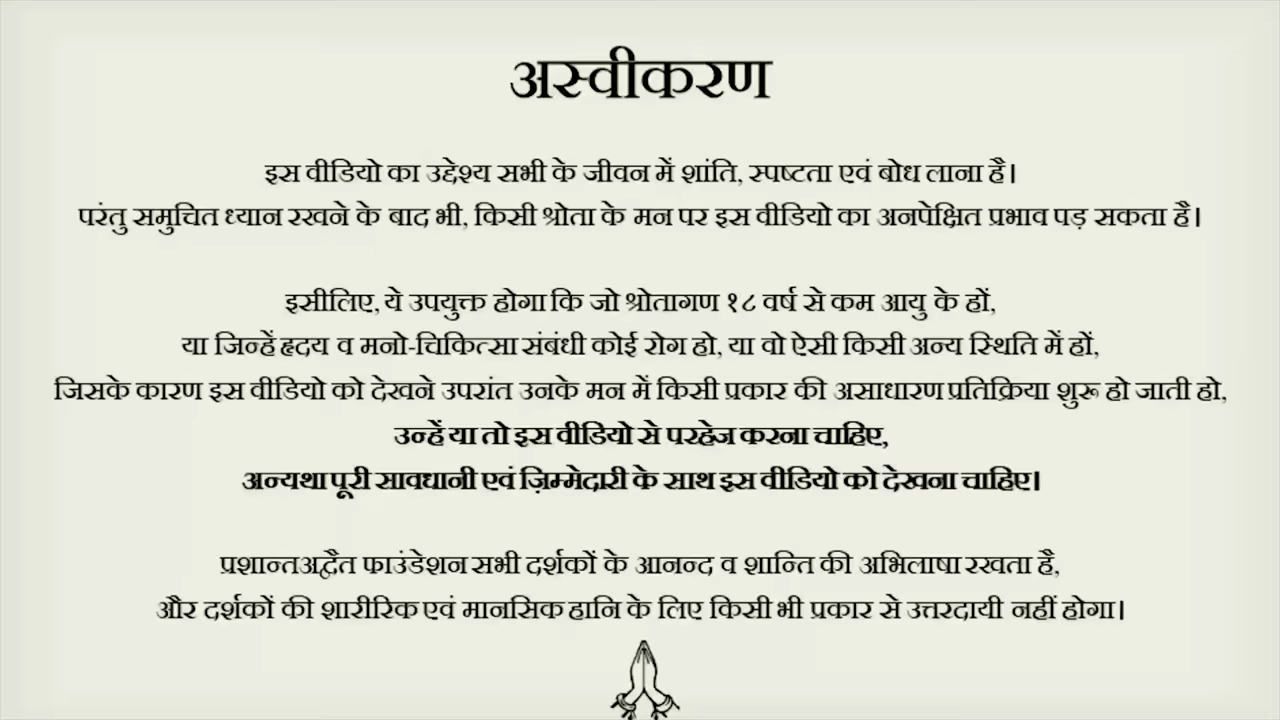 अस्वीकरण
इस वीडियो का उद्देश्य सभी के जीवन में शांति, स्पष्टता एवं बोध लाना है।
परंतु समुचित ध्यान रखने के बाद भी, किसी श्रोता के मन पर इस वीडियो का अनपेक्षित प्रभाव पड़ सकता है।
इसीलिए, ये उपयुक्त होगा कि जो श्रोतागण १८ वर्ष से कम आयु के हों,
या जिन्हें हृदय व मनो-चिकित्सा संबंधी कोई रोग हो, या वो ऐसी किसी अन्य स्थिति में हों,
जिसके कारण इस वीडियो को देखने उपरांत उनके मन में किसी प्रकार की असाधारण प्रतिक्रिया शुरू हो जाती हो,
उन्हें या तो इस वीडियो से परहेज करना चाहिए,
अन्यथा पूरी सावधानी एवं ज़िम्मेदारी के साथ इस वीडियो को देखना चाहिए।
प्रशान्तअद्वैत फाउंडेशन सभी दर्शकों के आनन्द व शान्ति की अभिलाषा रखता है,
और दर्शकों की शारीरिक एवं मानसिक हानि के लिए किसी भी प्रकार से उत्तरदायी नहीं होगा।